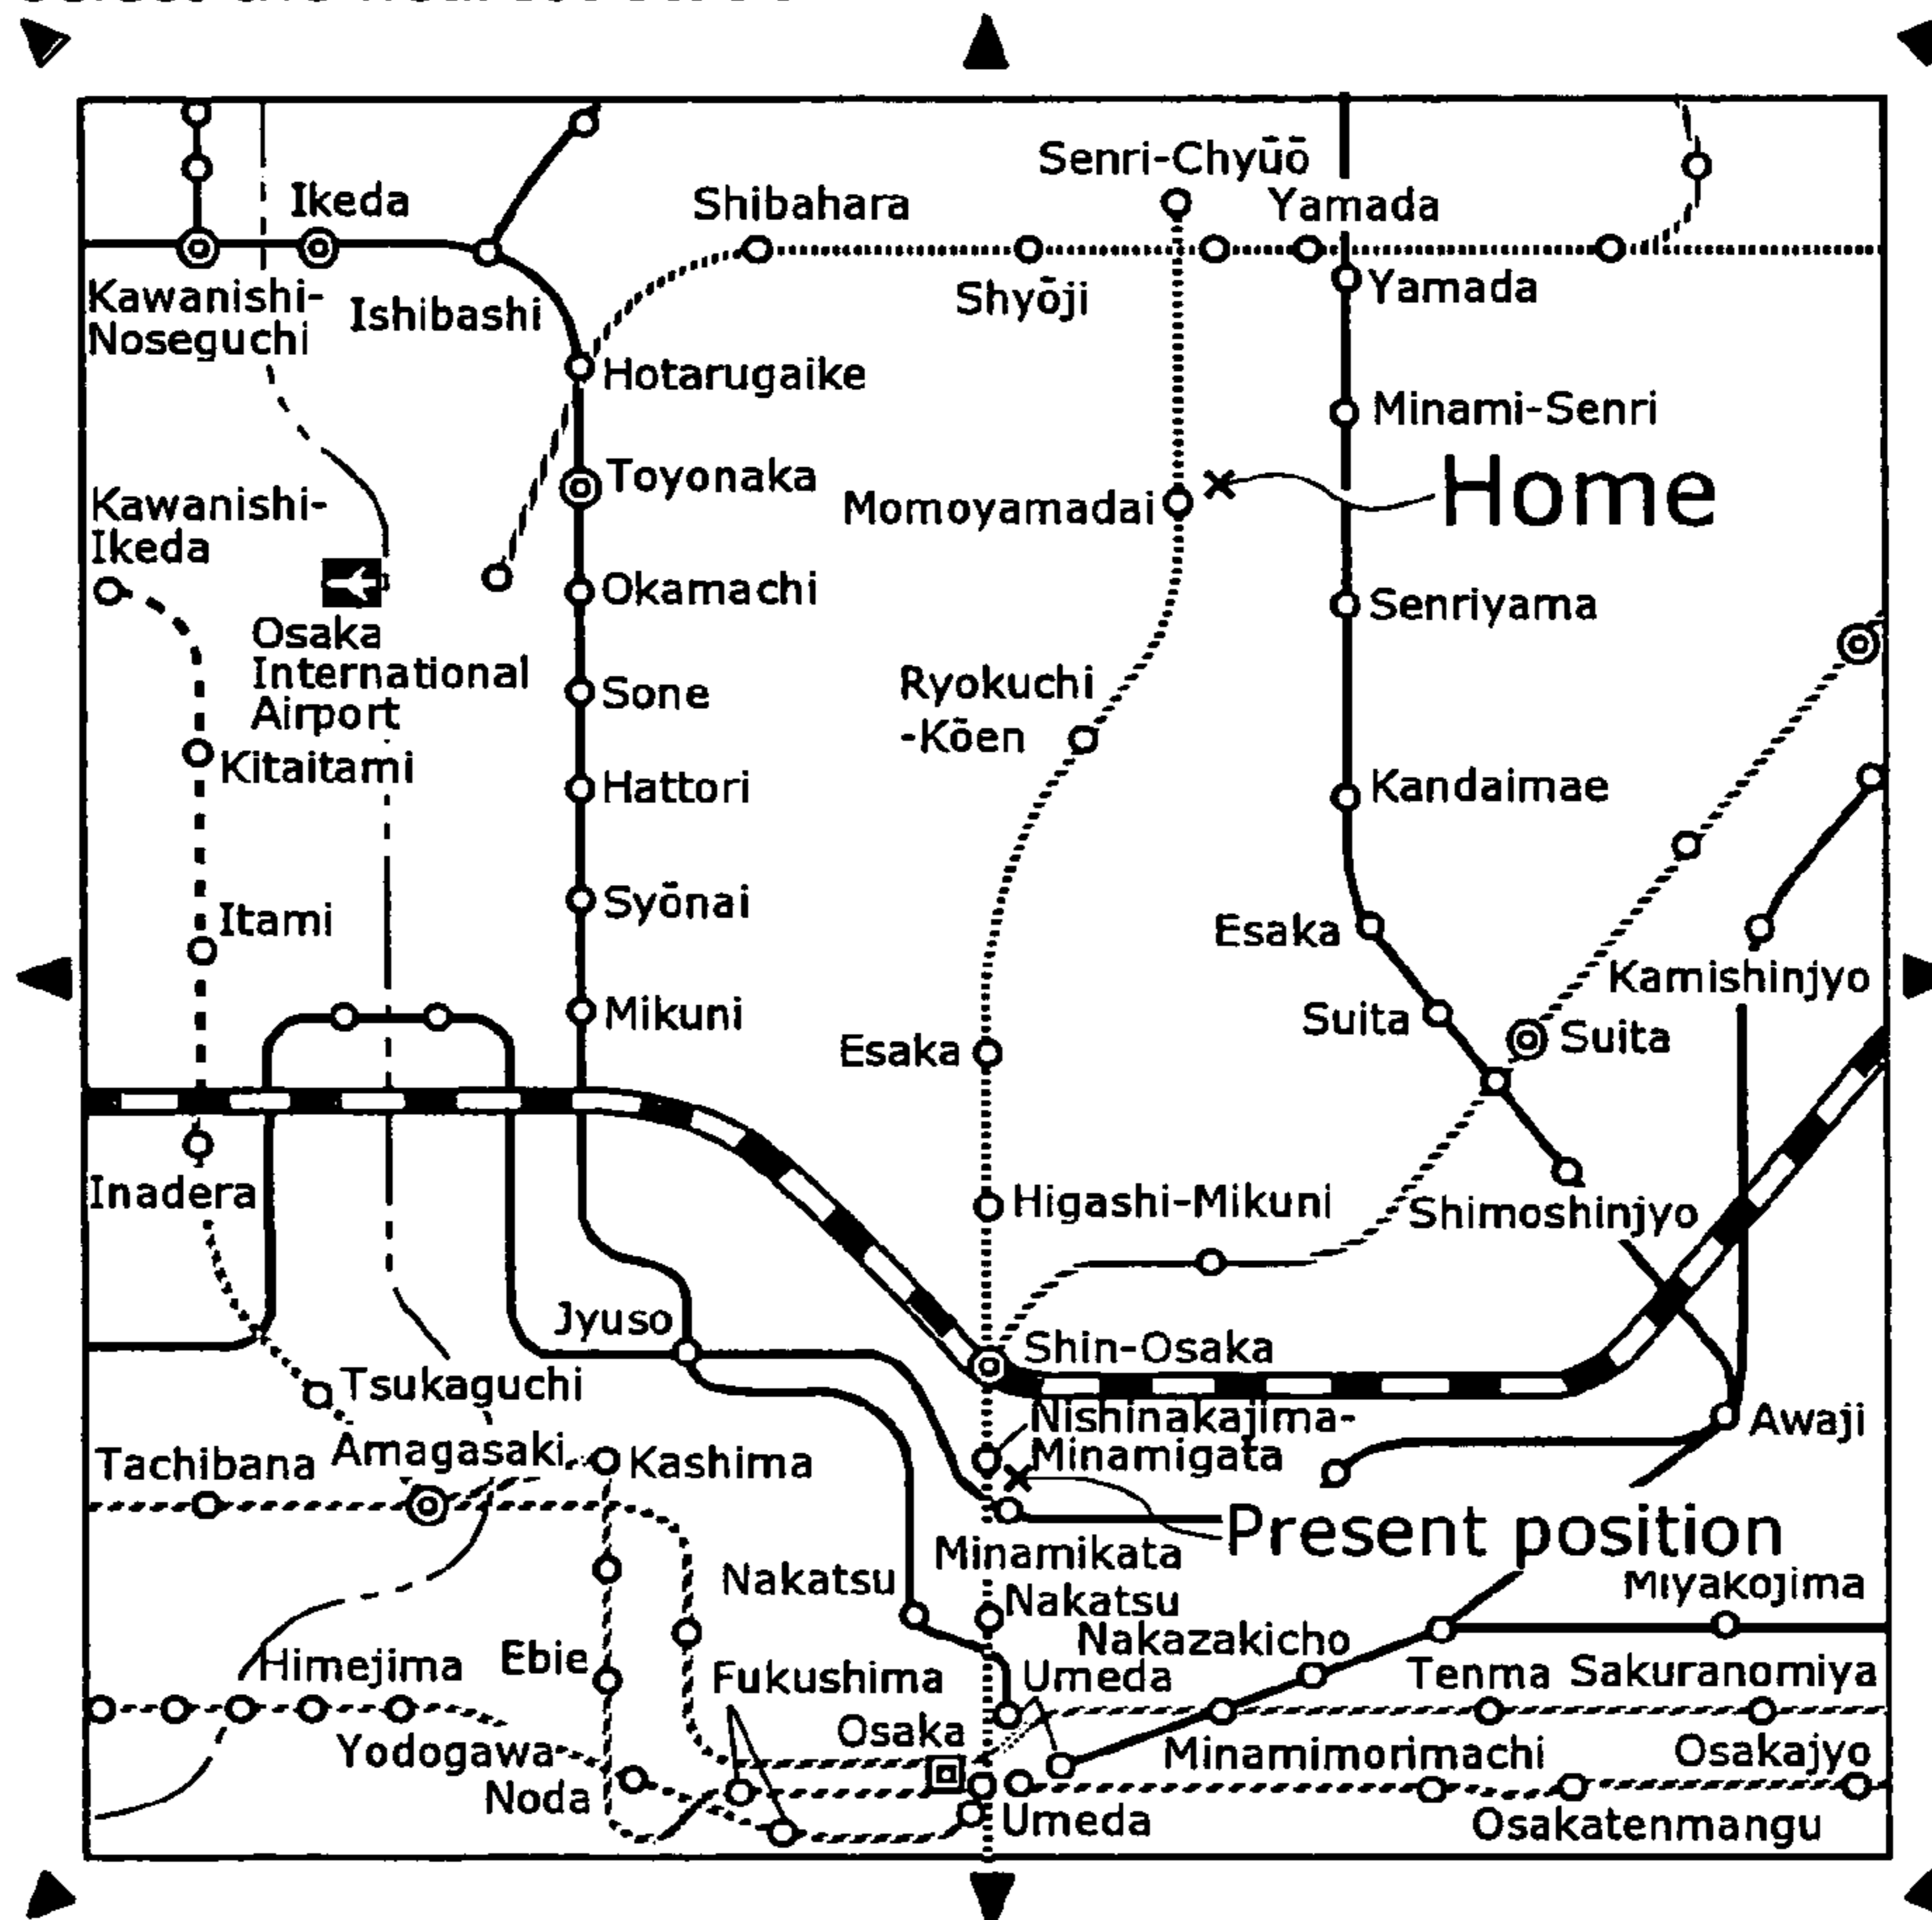 Senri-Chyūō
Ikeda
Shibahara
Yamada
Kawanishi-
Noseguchi
Ishibashi
Shyōji
Yamada
Hotarugaike
Minami-Senri
Toyonaka
Home
Kawanishi-
Ikeda
Momoyamadai
Okamachi
Senriyama
Osaka
International
Airport
Sone
Ryokuchi
-Kōen
Kitaitami
Hattori
Kandaimae
Syōnai
Itami
Esaka
Kamishinjyo
Mikuni
Suita
Suita
Esaka
Inadera
Higashi-Mikuni
Shimoshinjyo
Jyuso
Shin-Osaka
Tsukaguchi
Nishinakajima-
Minamigata
Awaji
Tachibana
Amagasaki
Kashima
Present position
Minamikata
Nakatsu
Nakatsu
Miyakojima
Nakazakicho
Himejima
Ebie
Fukushima
Umeda
Tenma
Sakuranomiya
Osaka
Yodogawa
Minamimorimachi
Osakajyo
Noda
Umeda
Osakatenmangu